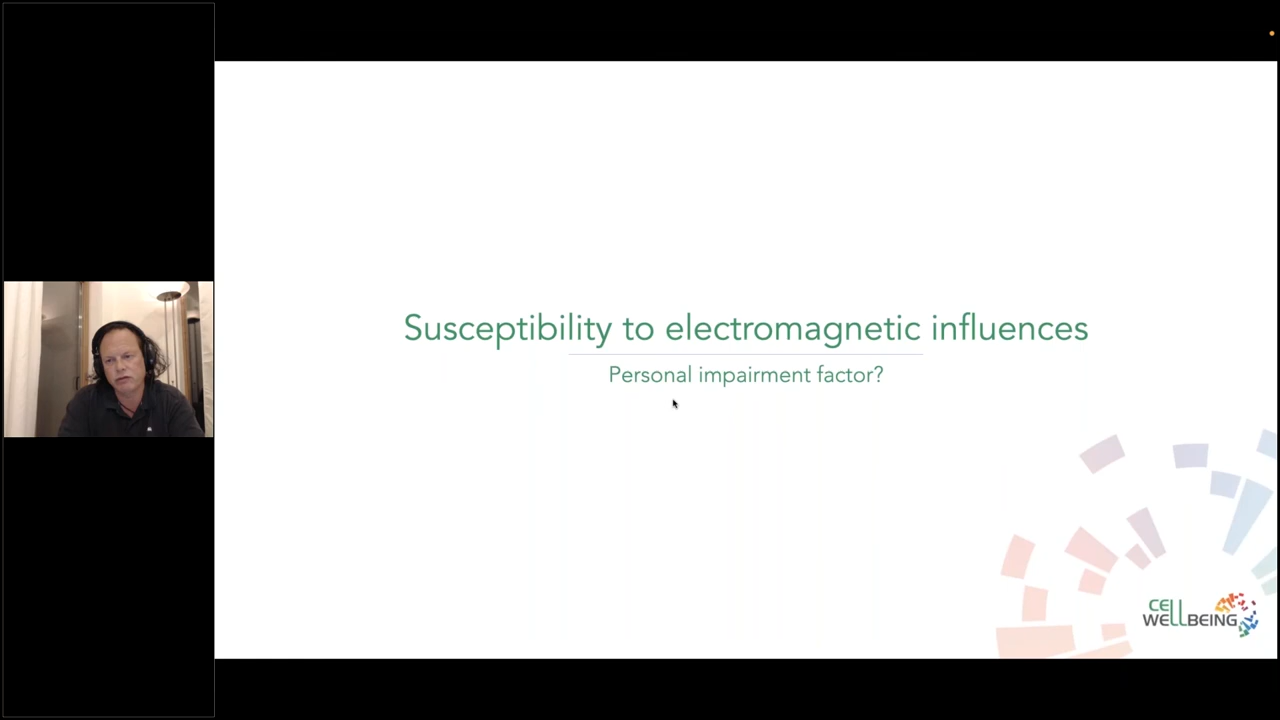 Susceptibility to electromagnetic influences
Personal impairment factor?
CELL
WELLBEING